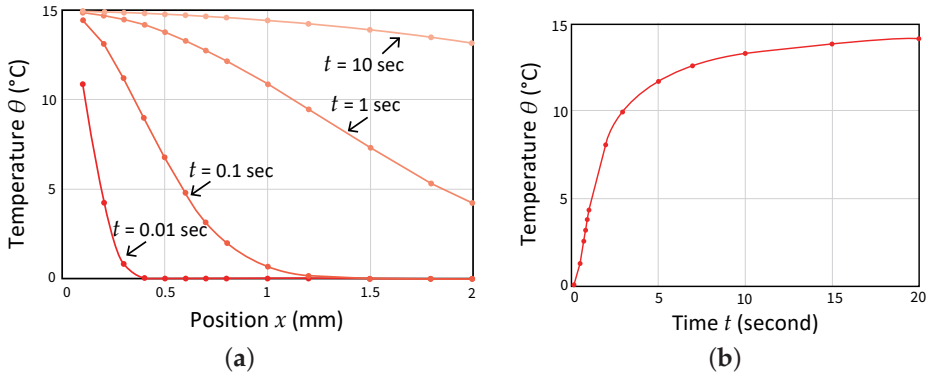 Temperature θ (°C)
15
10
5
0
0
0.5
1
1.5
2
t = 10 sec
t = 1 sec
t = 0.1 sec
t = 0.01 sec
Position x (mm)
(a)
Temperature θ (°C)
15
10
5
0
0
5
10
15
20
Time t (second)
(b)